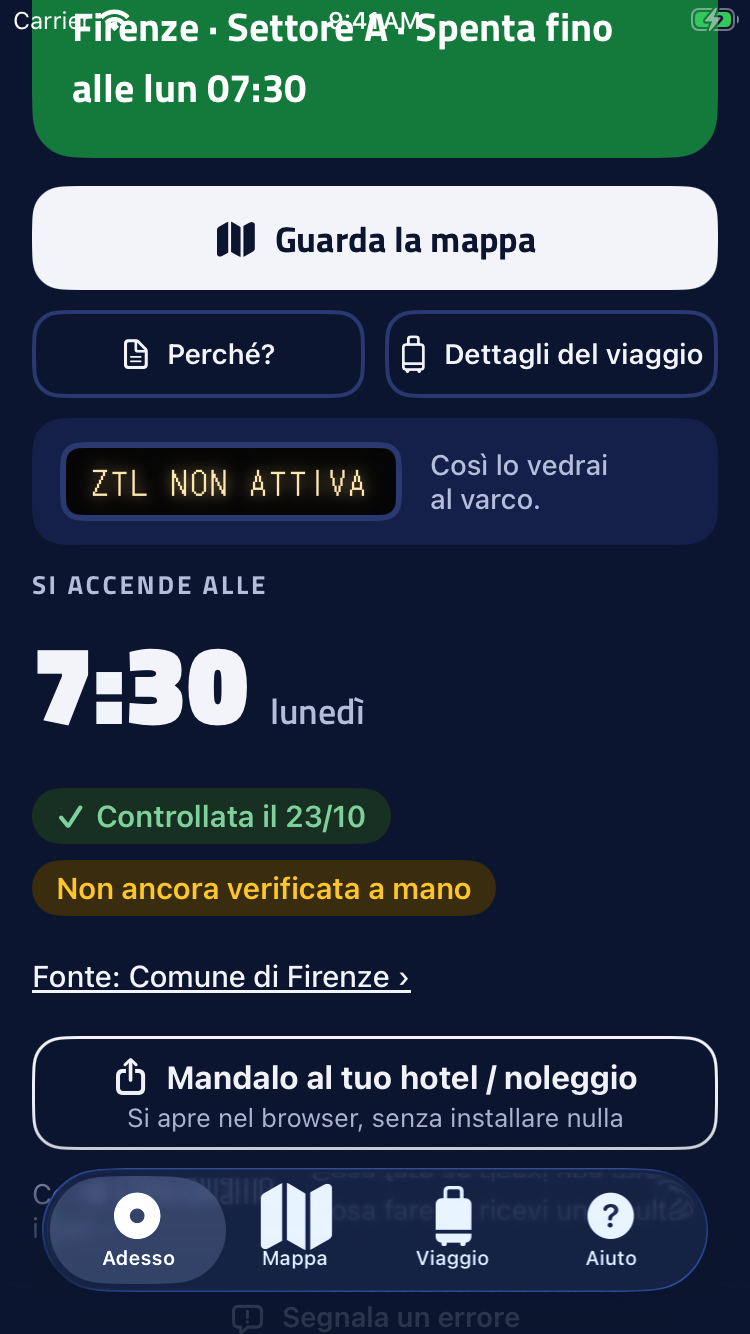 Carrier
9:41 AM
Firenze · Settore A · Spenta fino
alle lun 07:30
Guarda la mappa
Perché?
Dettagli del viaggio
ZTL NON ATTIVA
Così lo vedrai
al varco.
SI ACCENDE ALLE
7:30 lunedì
Controllata il 23/10
Non ancora verificata a mano
Fonte: Comune di Firenze ›
Mandalo al tuo hotel / noleggio
Si apre nel browser, senza installare nulla
Adesso
Mappa
Viaggio
Aiuto
Segnala un errore